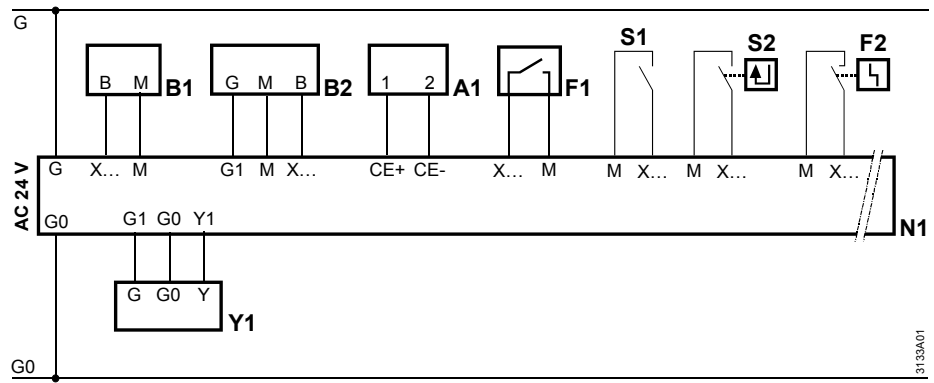 G
S1
S2
F2
B M
B1
G M B
B2
1 2
A1
F1
AC 24 V
G X... M G1 M X... CE+ CE- X... M M X... M X... M X...
G0 G1 G0 Y1
N1
G G0 Y
Y1
G0
3133A01